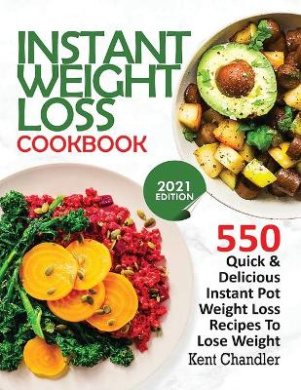 INSTANT
WEIGHT
LOSS
COOKBOOK
2021
EDITION
550
Quick &
Delicious
Instant Pot
Weight Loss
Recipes To
Lose Weight
Kent Chandler